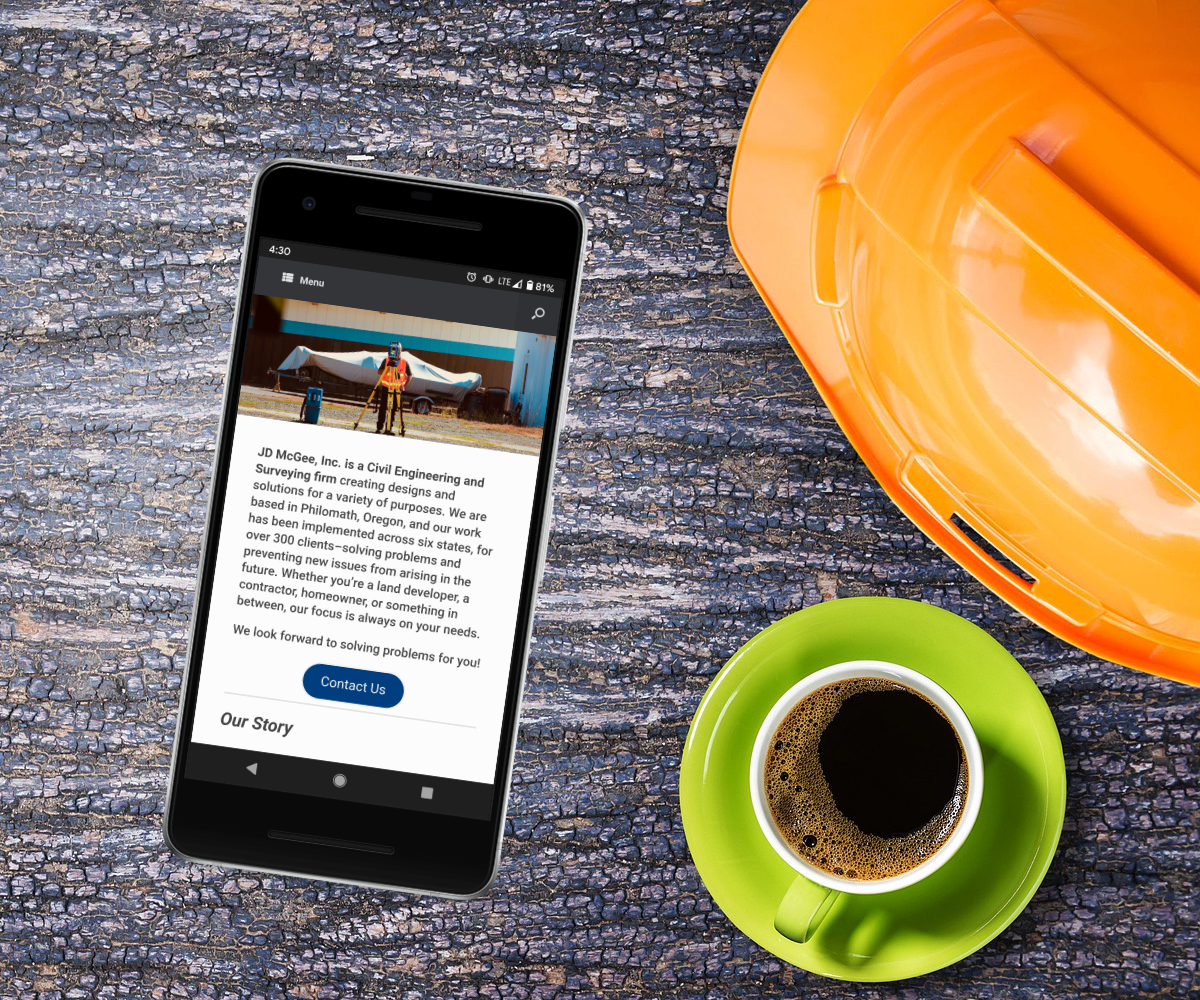 4:30
LTE 81%
Menu
JD McGee, Inc. is a Civil Engineering and
Surveying firm creating designs and
solutions for a variety of purposes. We are
based in Philomath, Oregon, and our work
has been implemented across six states, for
over 300 clients–solving problems and
preventing new issues from arising in the
future. Whether you're a land developer, a
contractor, homeowner, or something in
between, our focus is always on your needs.
We look forward to solving problems for you!
Contact Us
Our Story